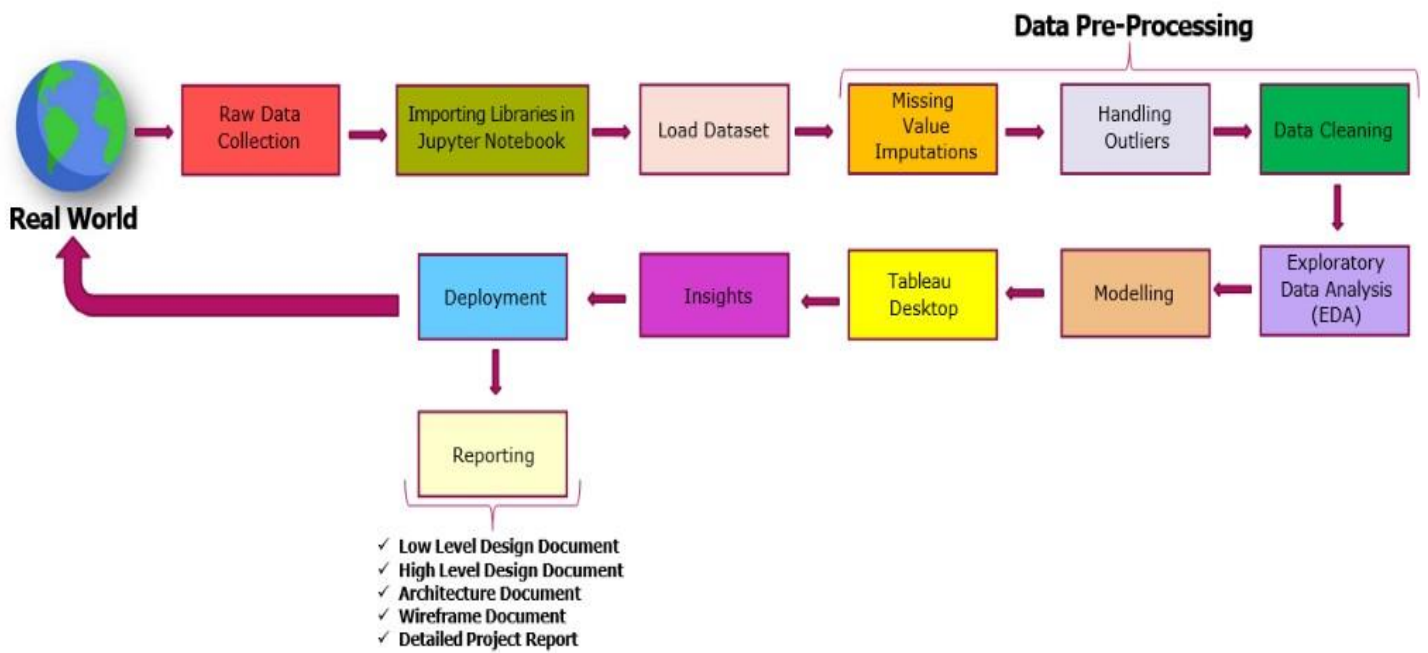 Data Pre-Processing
Raw Data
Collection
Importing Libraries in
Jupyter Notebook
Load Dataset
Missing
Value
Imputations
Handling
Outliers
Data Cleaning
Real World
Exploratory
Data Analysis
(EDA)
Modelling
Tableau
Desktop
Insights
Deployment
Reporting
✓ Low Level Design Document
✓ High Level Design Document
✓ Architecture Document
✓ Wireframe Document
✓ Detailed Project Report